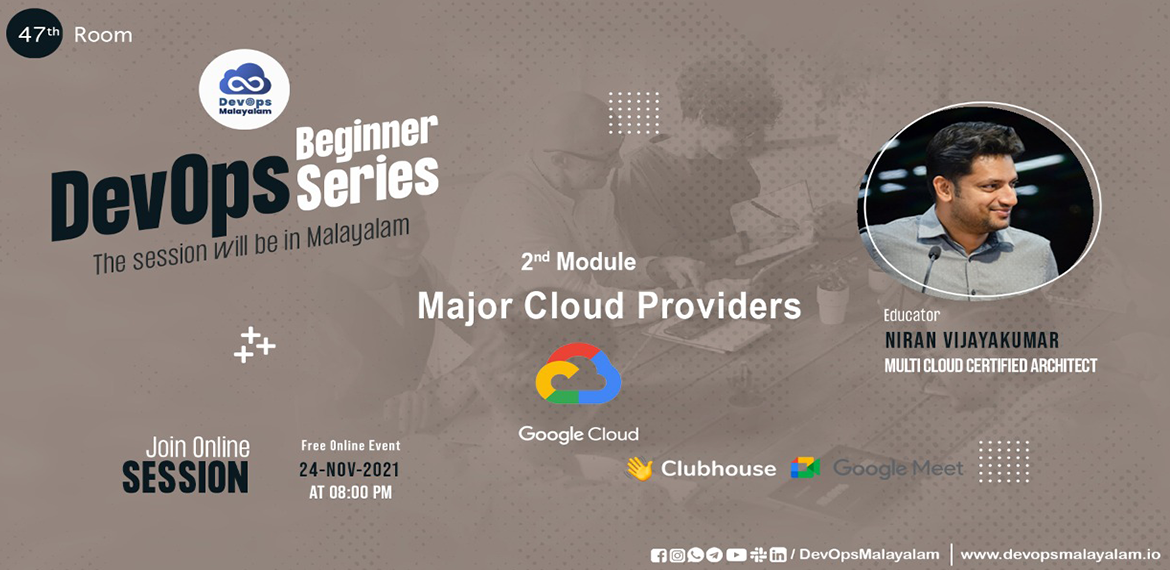 47th Room
DevOps
Malayalam
Beginner
DevOps Series
The session will be in Malayalam
2nd Module
Major Cloud Providers
Google Cloud
Educator
NIRAN VIJAYAKUMAR
MULTI CLOUD CERTIFIED ARCHITECT
Join Online
SESSION
Free Online Event
24-NOV-2021
AT 08:00 PM
Clubhouse Google Meet
/ DevOpsMalayalam | www.devopsmalayalam.io